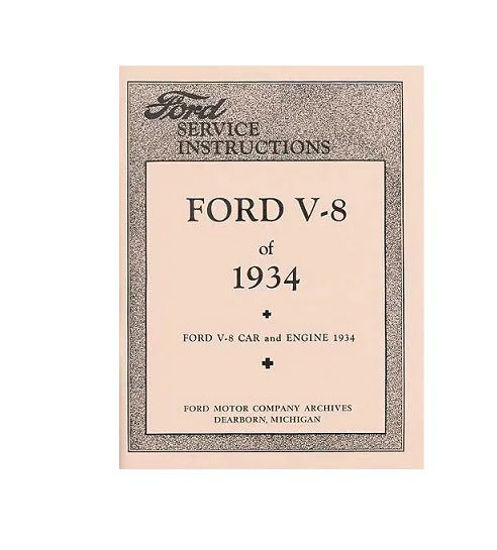 Ford
SERVICE
INSTRUCTIONS
FORD V-8
of
1934
FORD V-8 CAR and ENGINE 1934
FORD MOTOR COMPANY ARCHIVES
DEARBORN, MICHIGAN